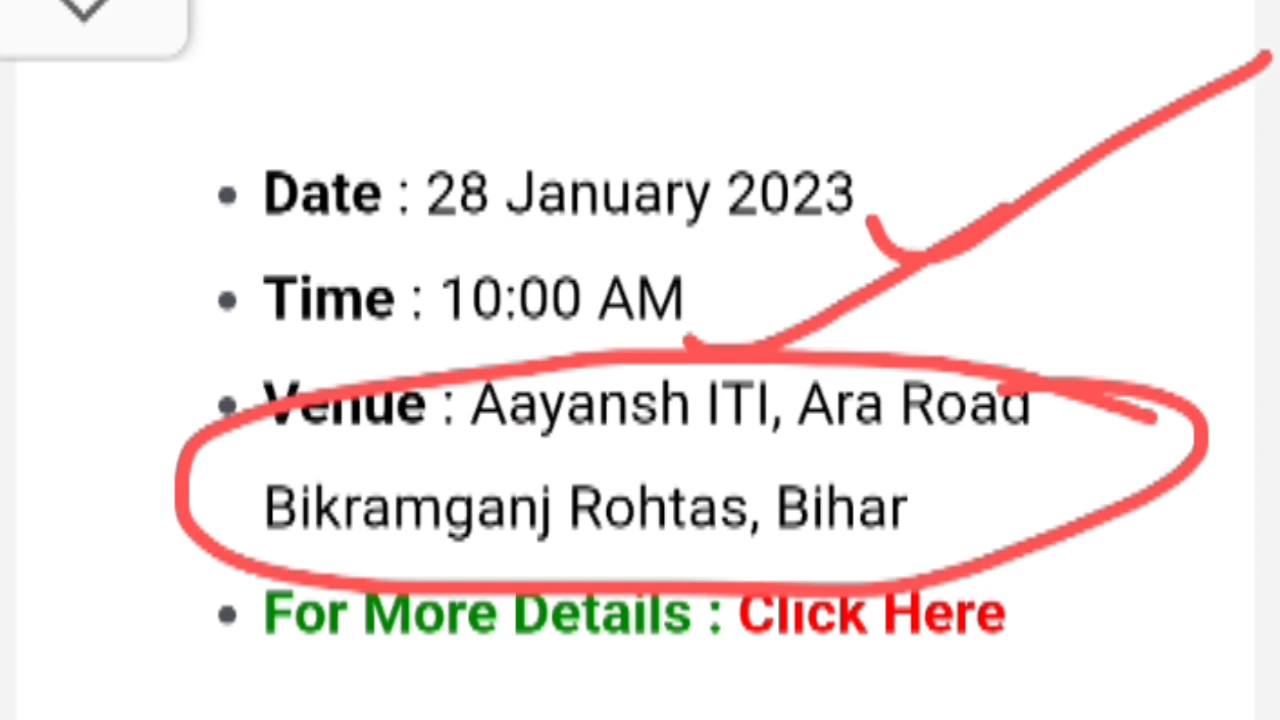 Date : 28 January 2023
Time : 10:00 AM
Venue : Aayansh ITI, Ara Road
Bikramganj Rohtas, Bihar
For More Details : Click Here